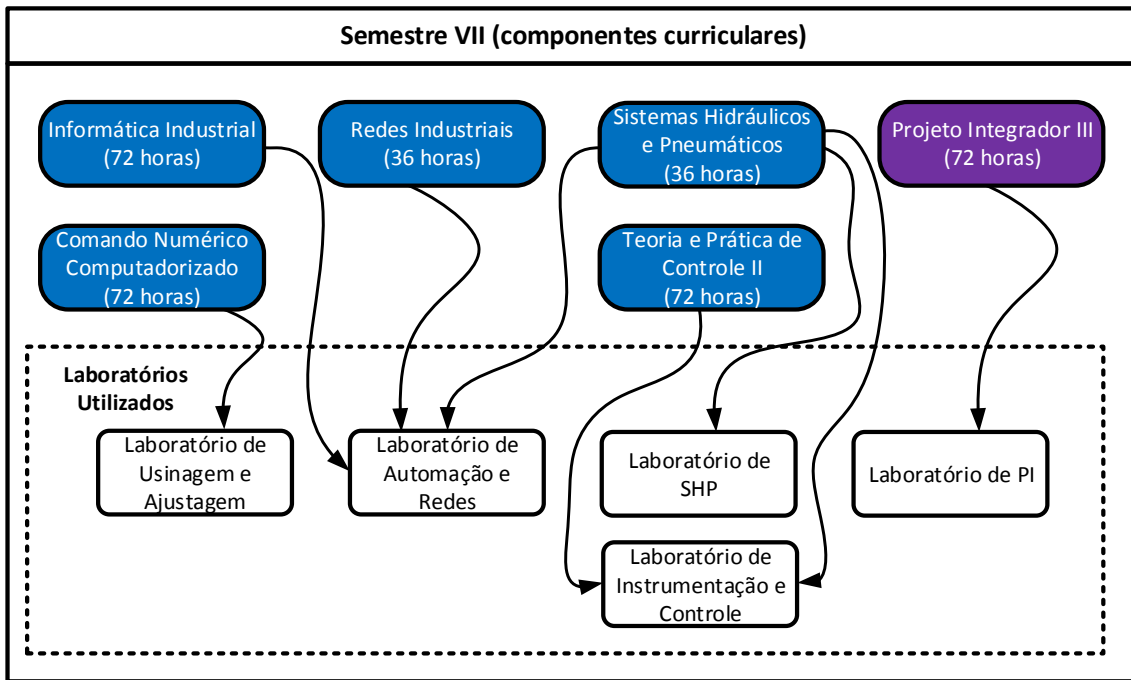 Semestre VII (componentes curriculares)
Informática Industrial
(72 horas)
Redes Industriais
(36 horas)
Sistemas Hidráulicos
e Pneumáticos
(36 horas)
Projeto Integrador III
(72 horas)
Comando Numérico
Computadorizado
(72 horas)
Teoria e Prática de
Controle II
(72 horas)
Laboratórios
Utilizados
Laboratório de
Usinagem e
Ajustagem
Laboratório de
Automação e
Redes
Laboratório de
SHP
Laboratório de PI
Laboratório de
Instrumentação e
Controle